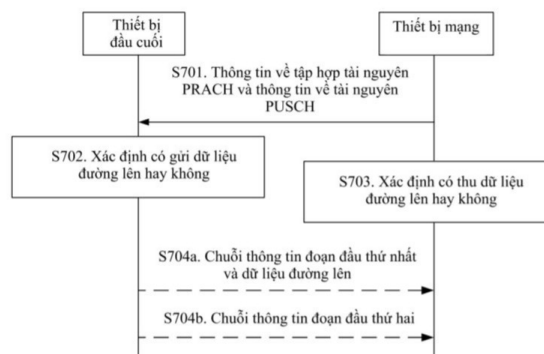 Thiết bị
đầu cuối
Thiết bị mạng
S701. Thông tin về tập hợp tài nguyên
PRACH và thông tin về tài nguyên
PUSCH
S702. Xác định có gửi dữ liệu
đường lên hay không
S703. Xác định có thu dữ liệu
đường lên hay không
S704a. Chuỗi thông tin đoạn đầu thứ nhất
và dữ liệu đường lên
S704b. Chuỗi thông tin đoạn đầu thứ hai